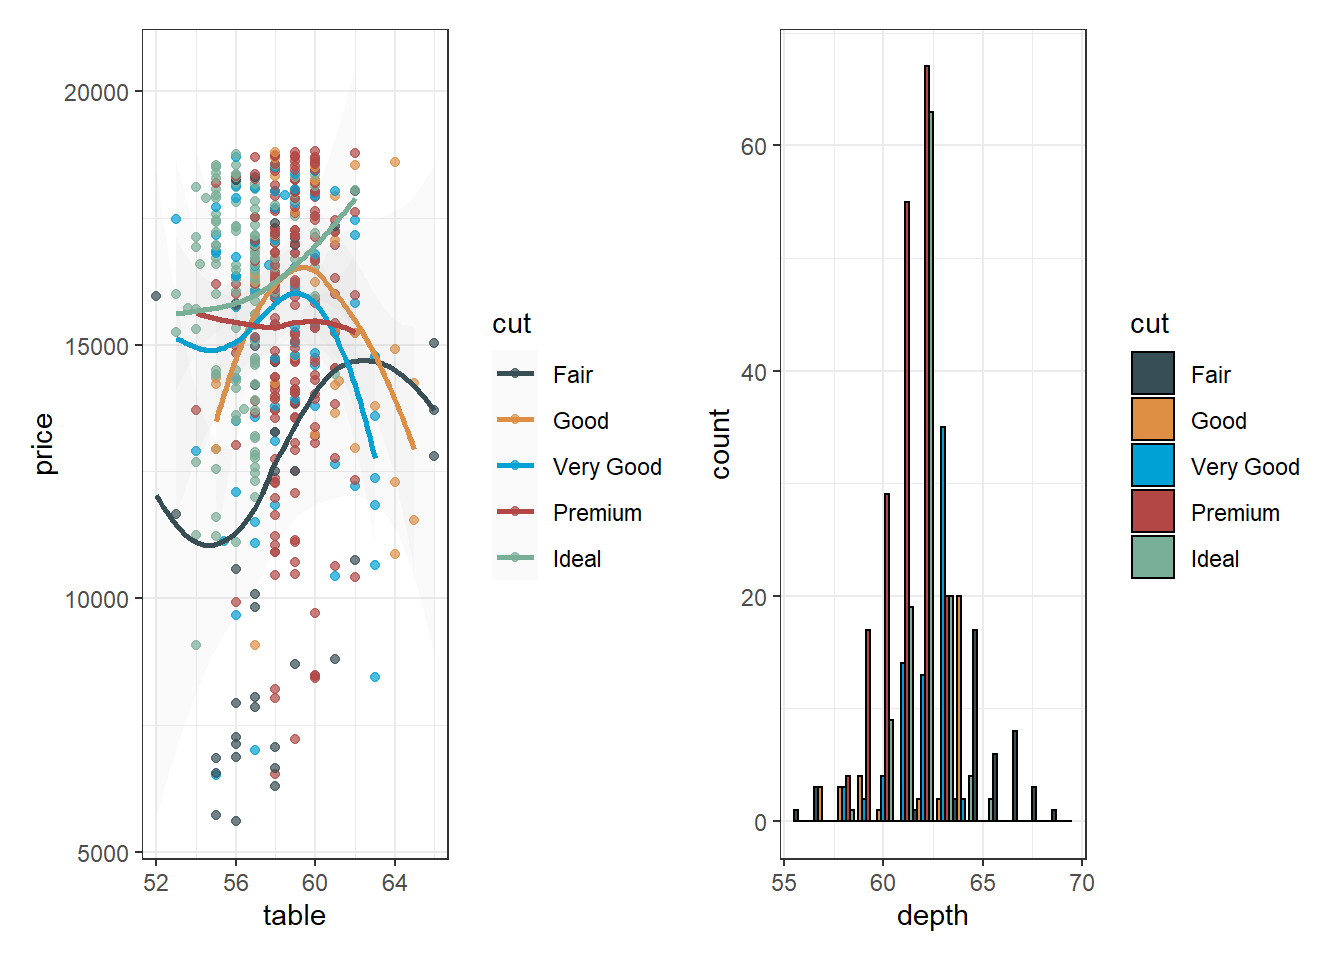 20000
15000
10000
5000
price
52 56 60 64
table
cut
Fair
Good
Very Good
Premium
Ideal
60
40
20
0
count
55 60 65 70
depth
cut
Fair
Good
Very Good
Premium
Ideal